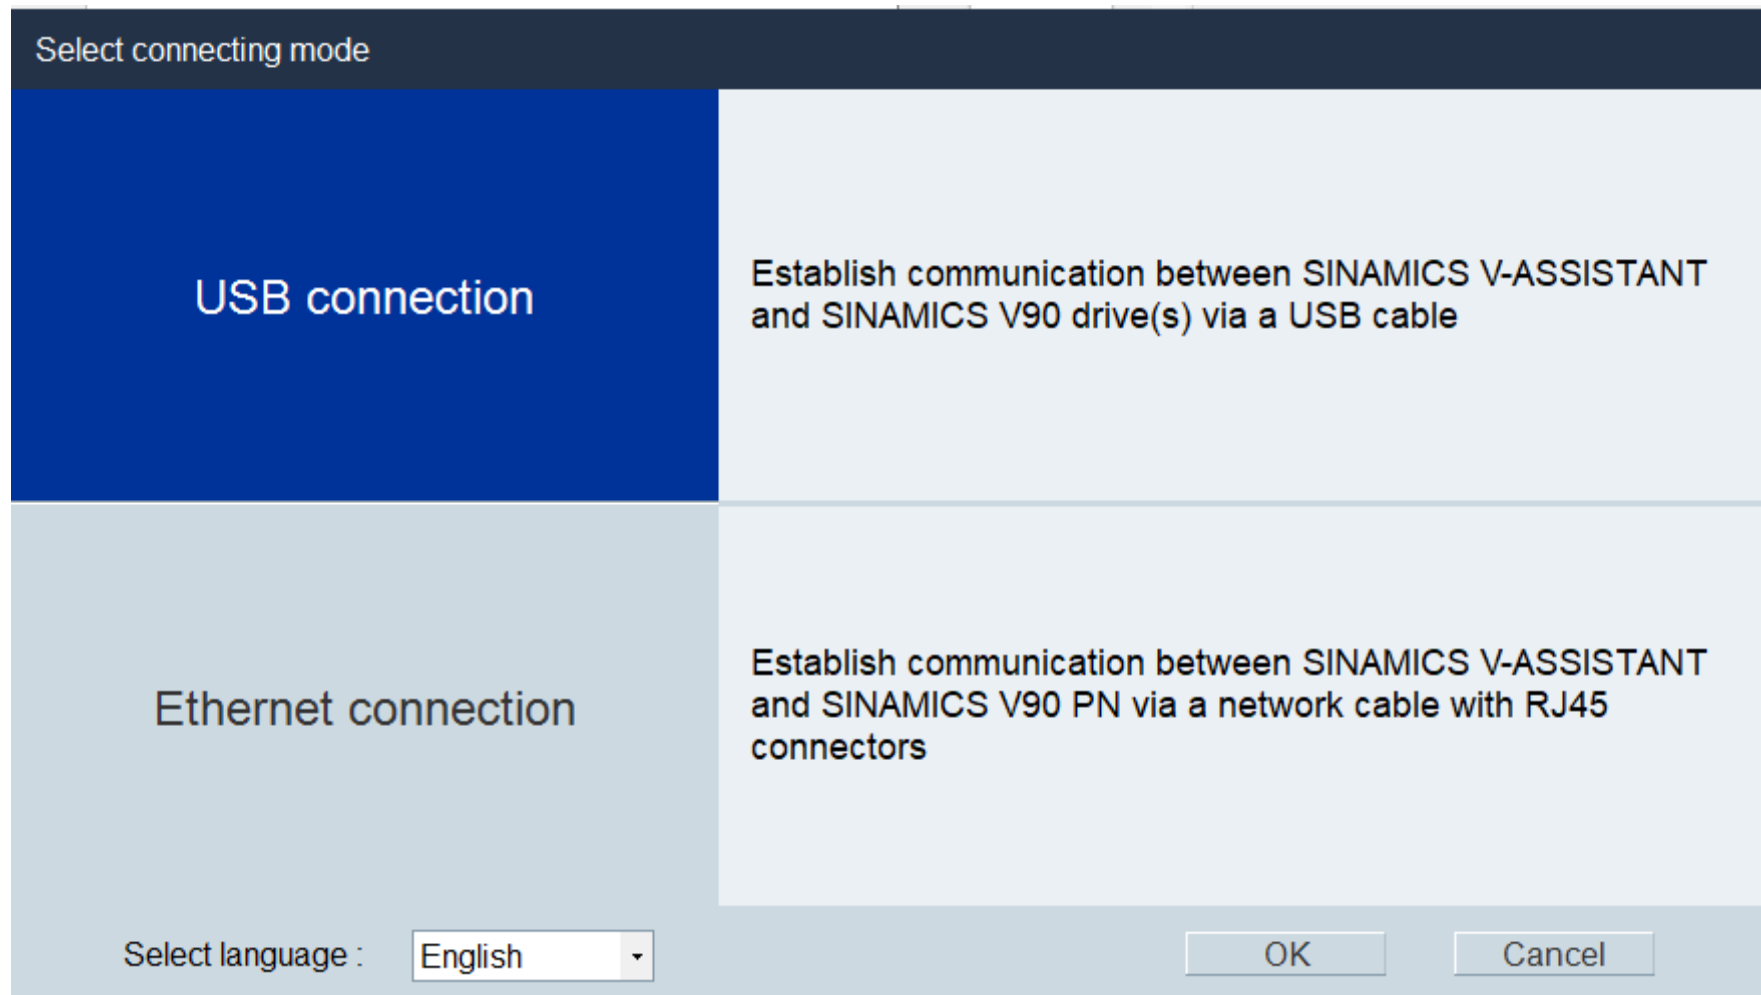 Select connecting mode
USB connection
Establish communication between SINAMICS V-ASSISTANT
and SINAMICS V90 drive(s) via a USB cable
Ethernet connection
Establish communication between SINAMICS V-ASSISTANT
and SINAMICS V90 PN via a network cable with RJ45
connectors
Select language :
English
OK
Cancel